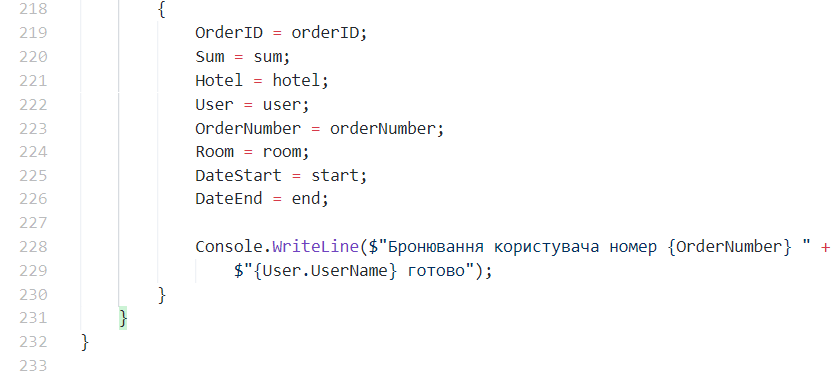 218 {
219 OrderID = orderID;
220 Sum = sum;
221 Hotel = hotel;
222 User = user;
223 OrderNumber = orderNumber;
224 Room = room;
225 DateStart = start;
226 DateEnd = end;
227
228 Console.WriteLine($"Бронювання користувача номер {OrderNumber} " +
229 $"{User.UserName} готово");
230 }
231 }
232 }
233